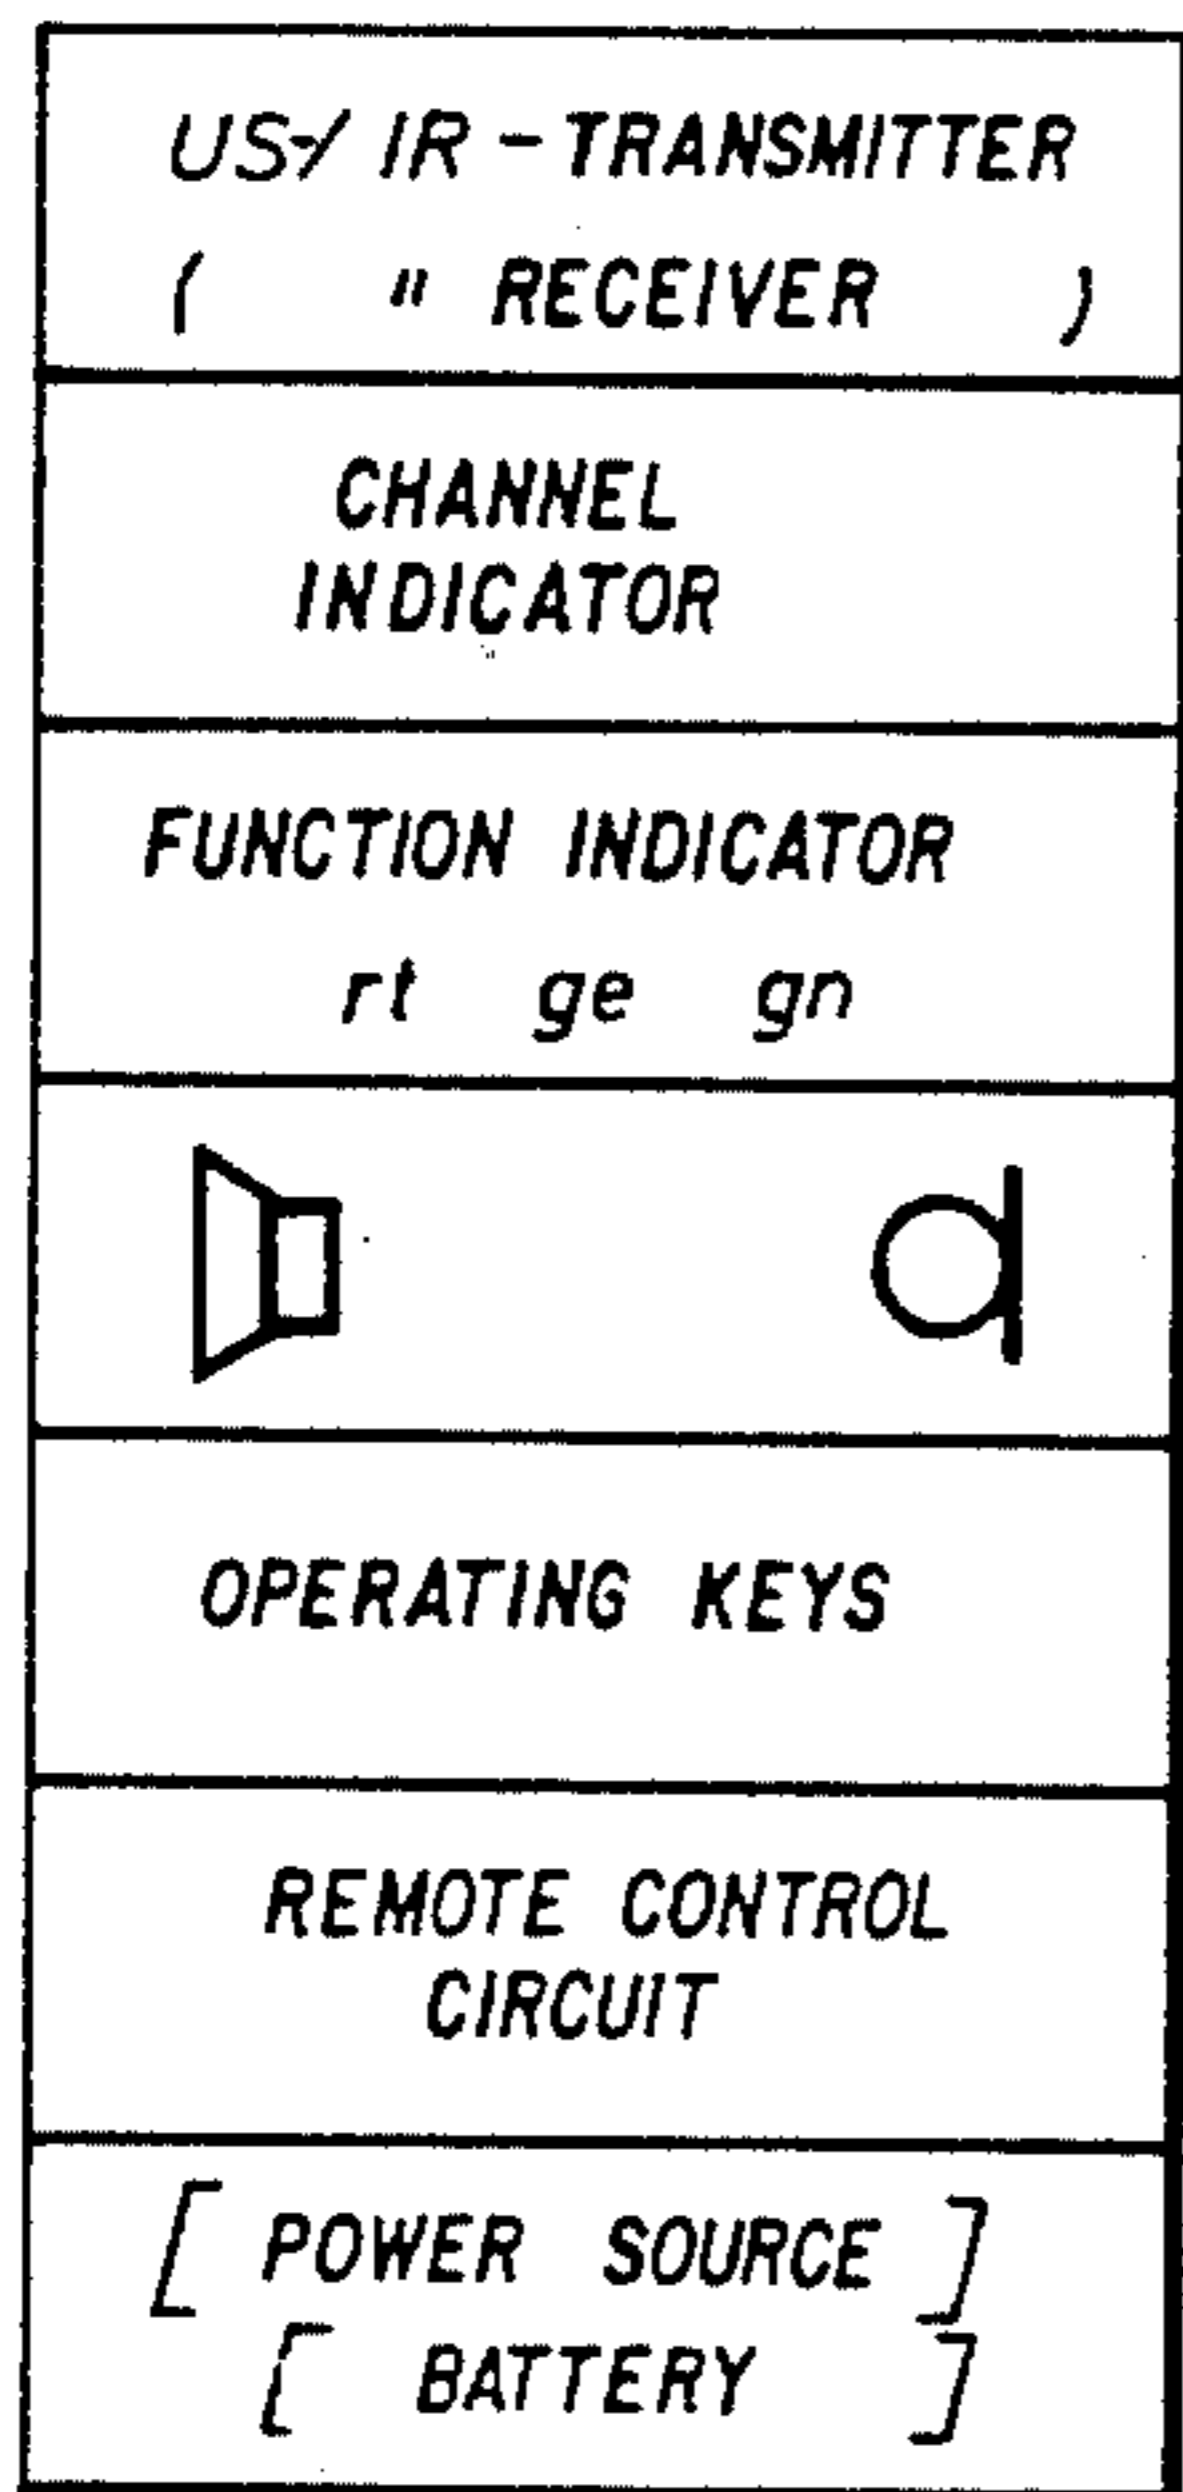 US-/ IR - TRANSMITTER
( " RECEIVER )
CHANNEL
INDICATOR
FUNCTION INDICATOR
rt ge gn
OPERATING KEYS
REMOTE CONTROL
CIRCUIT
[ POWER SOURCE ]
[ BATTERY ]